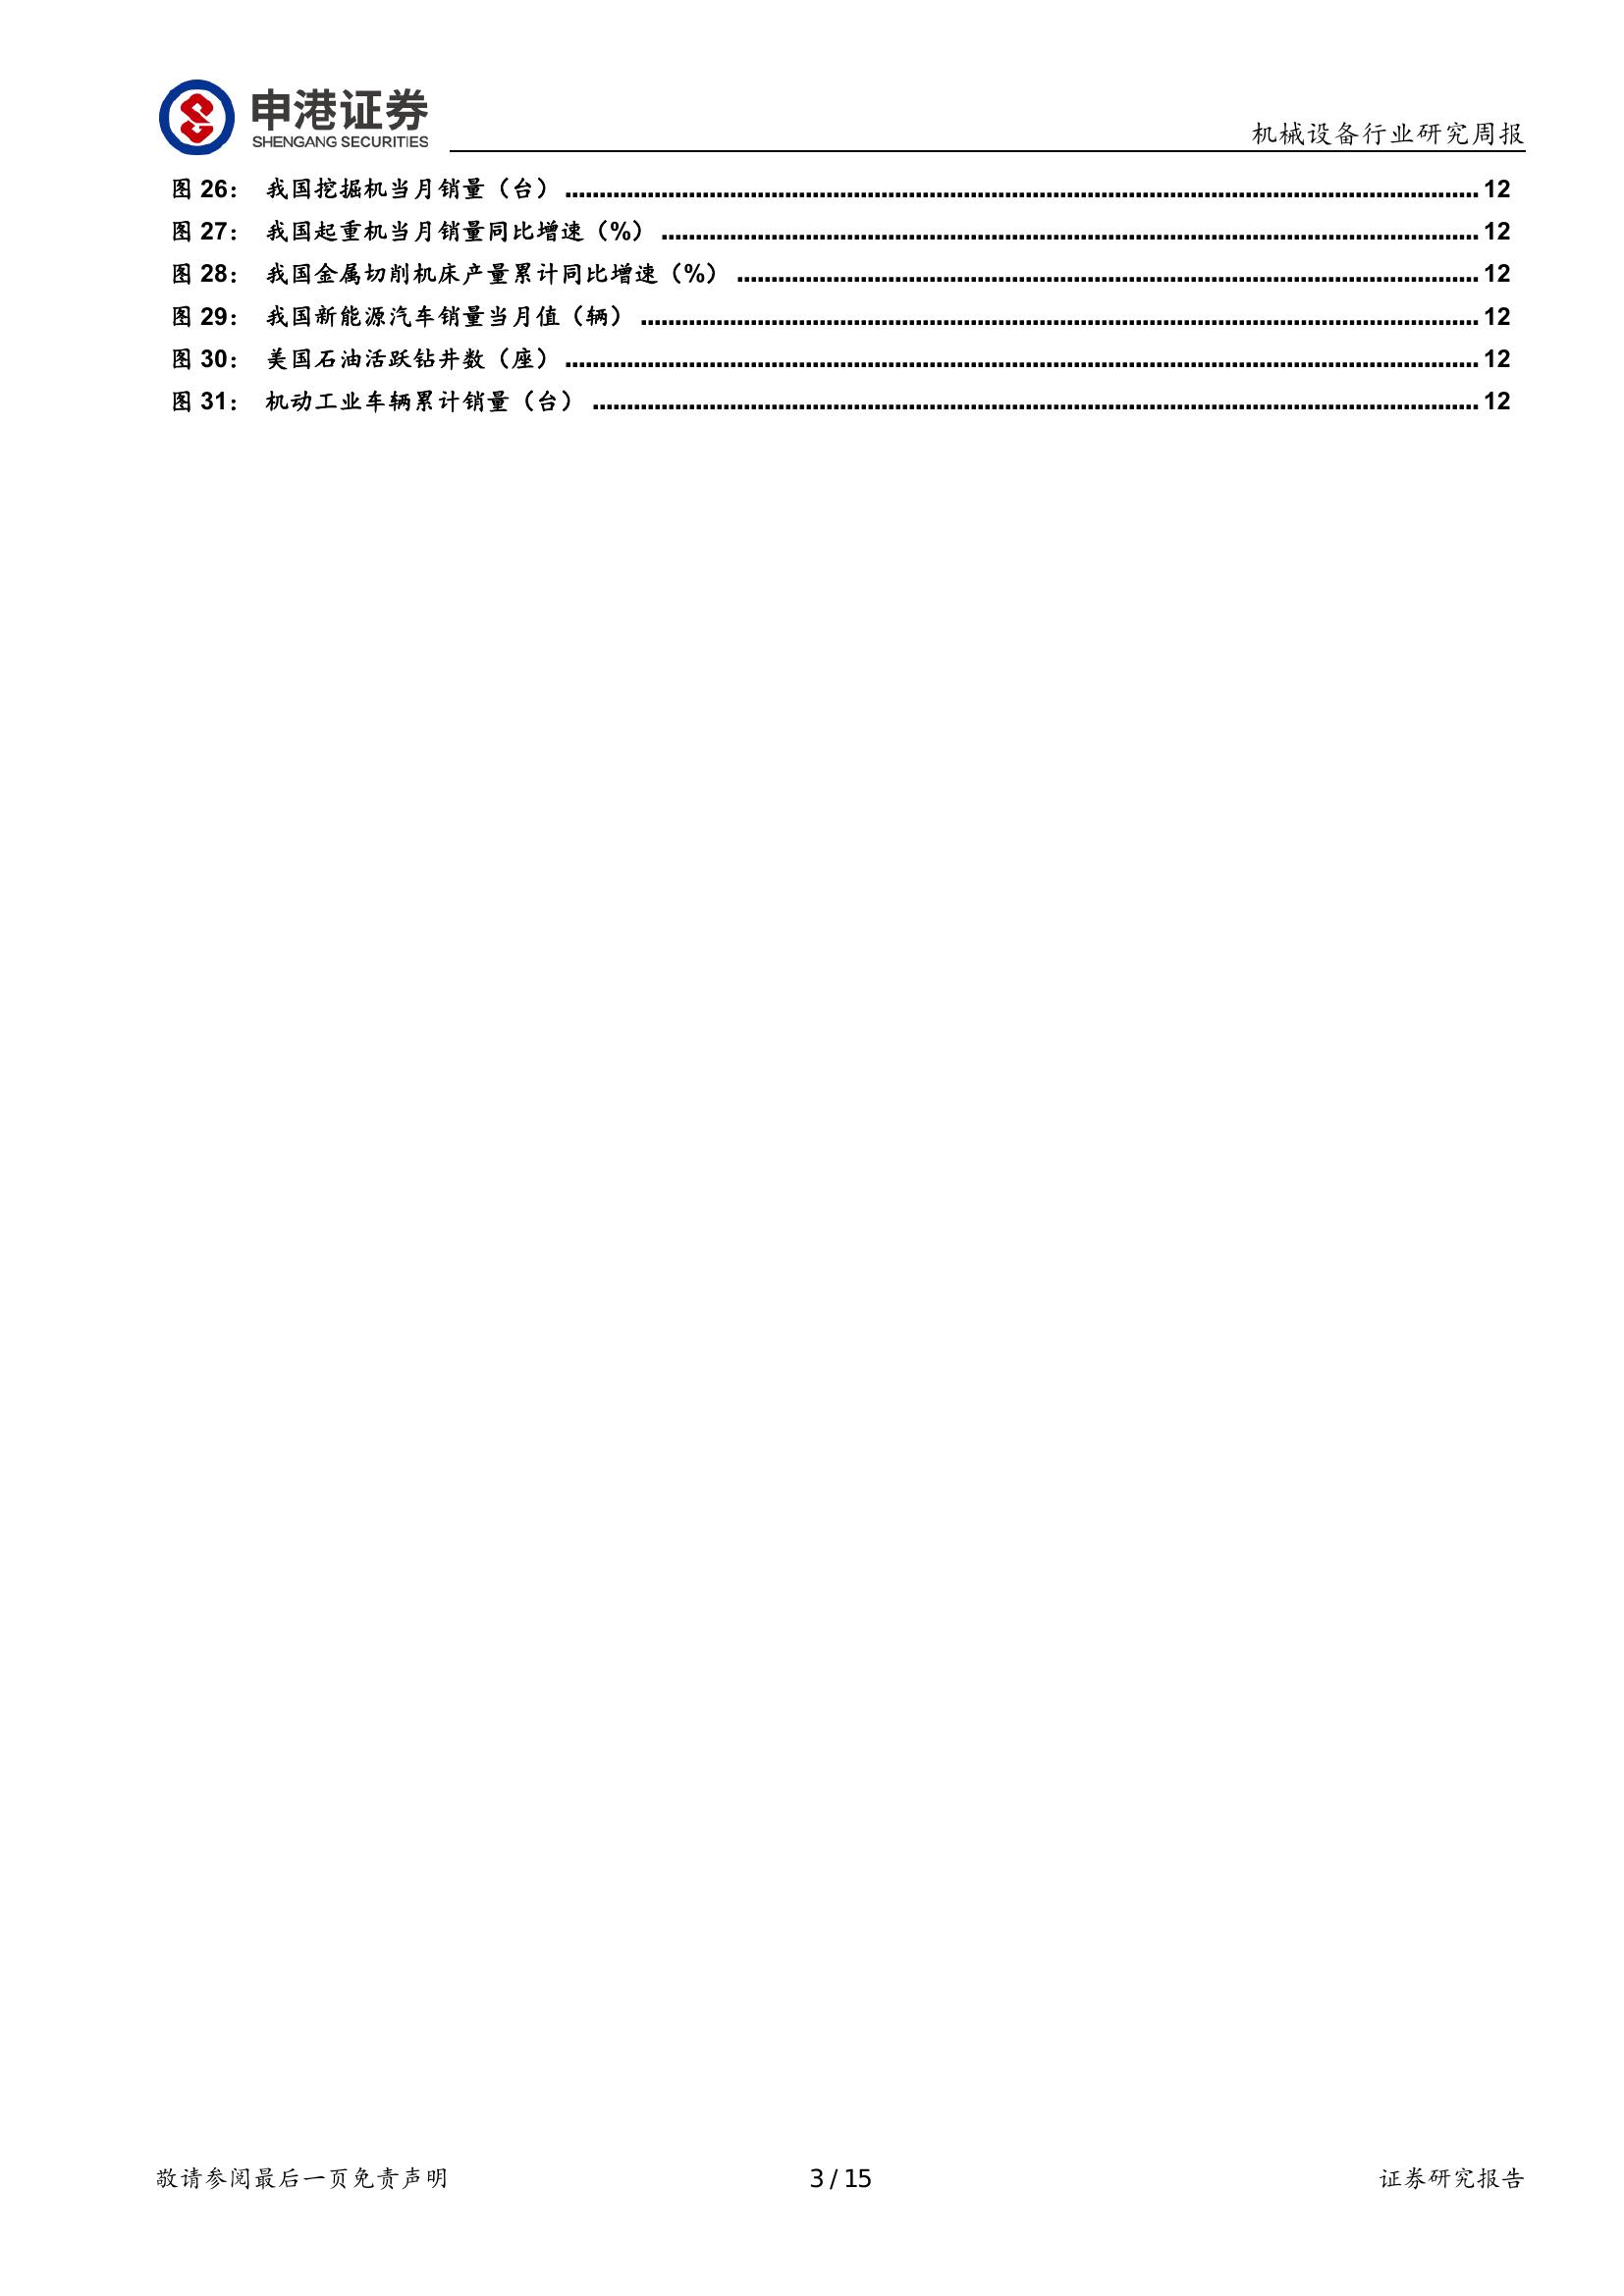 申港证券
SHENGANG SECURITIES
机械设备行业研究周报
图 26： 我国挖掘机当月销量（台） 12
图 27： 我国起重机当月销量同比增速（%） 12
图 28： 我国金属切削机床产量累计同比增速（%） 12
图 29： 我国新能源汽车销量当月值（辆） 12
图 30： 美国石油活跃钻井数（座） 12
图 31： 机动工业车辆累计销量（台） 12
敬请参阅最后一页免责声明 3 / 15 证券研究报告